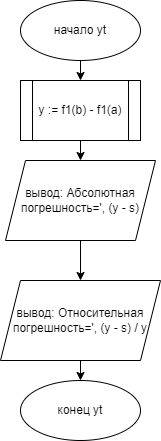 начало yt
y := f1(b) - f1(a)
вывод: Абсолютная
погрешность=', (y - s)
вывод: Относительная
погрешность=', (y - s) / y
конец yt